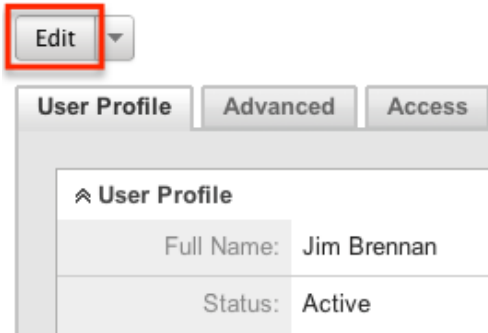 Edit
User Profile Advanced Access
User Profile
Full Name: Jim Brennan
Status: Active